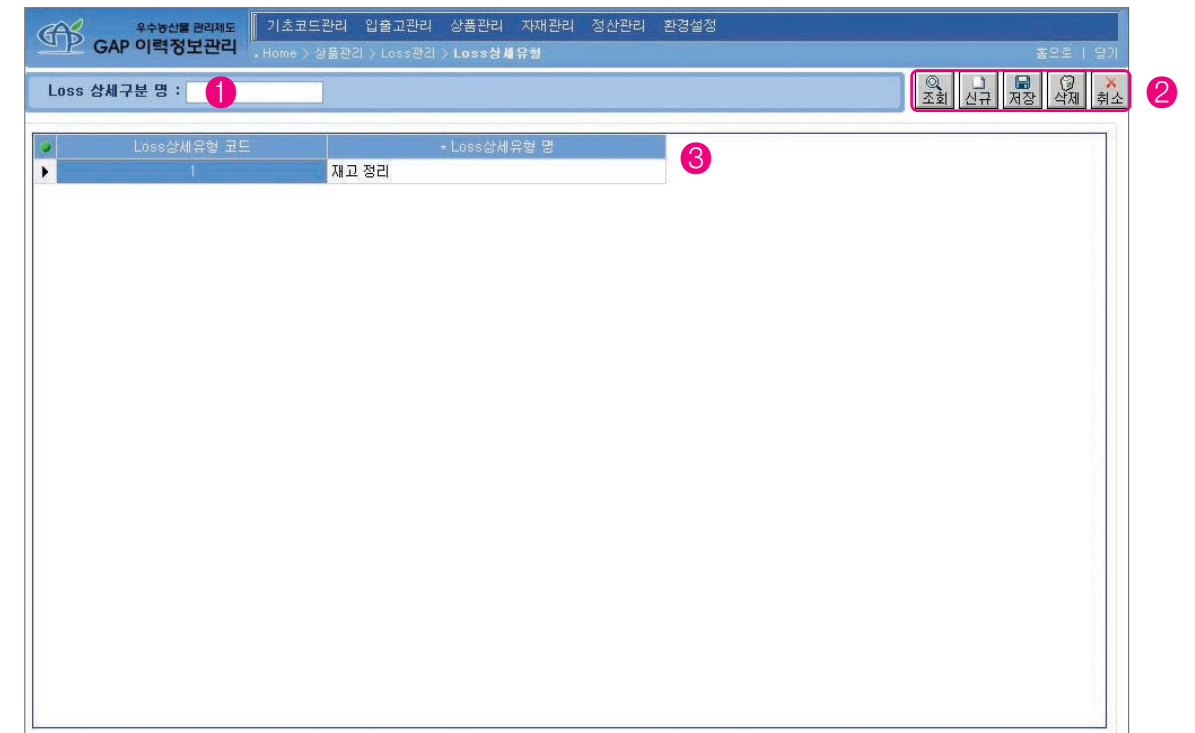 우수농산물 관리제도
GAP 이력정보관리
기초코드관리 입출고관리 상품관리 자재관리 정산관리 환경설정
Home > 상품관리 > Loss관리 > Loss상세유형
홈으로 | 닫기
Loss 상세구분 명 :
1
조회 신규 저장 삭제 취소
2
Loss상세유형 코드 * Loss상세유형 명
3
1 재고 정리